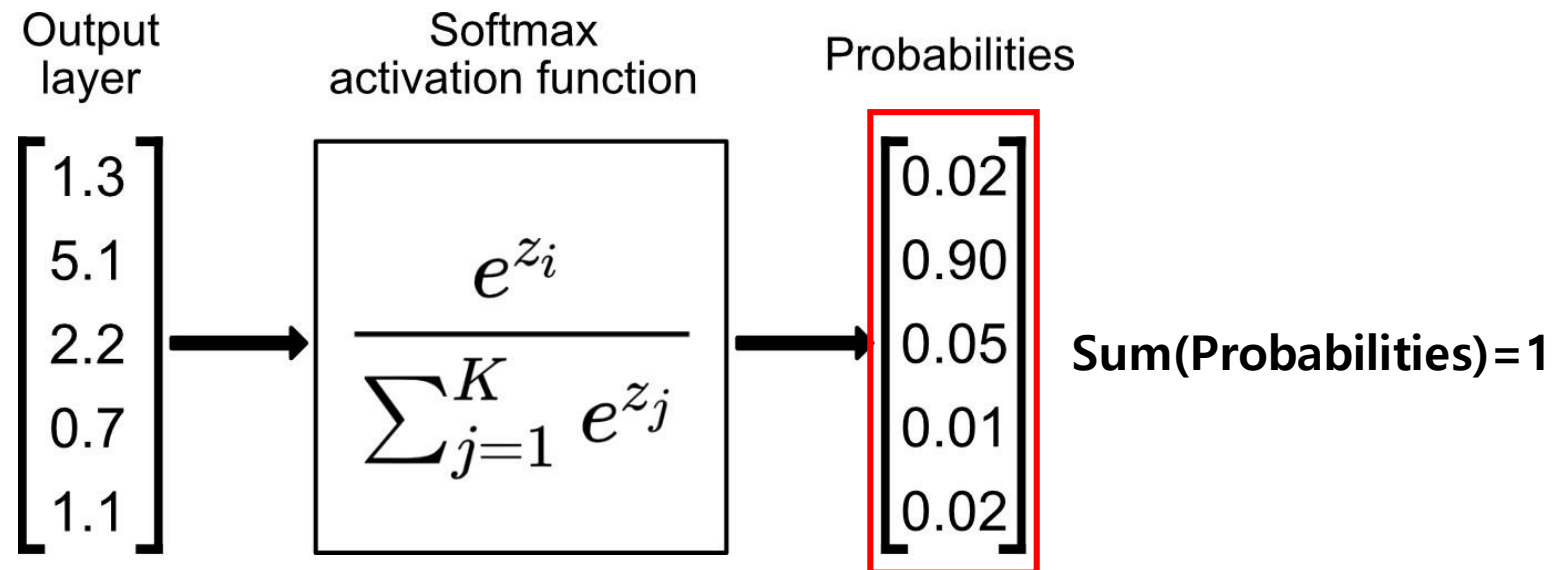 Output
layer
Softmax
activation function
Probabilities
1.3
5.1
2.2
0.7
1.1
e^{z_i}
∑_{j=1}^{K} e^{z_j}
0.02
0.90
0.05
0.01
0.02
Sum(Probabilities)=1